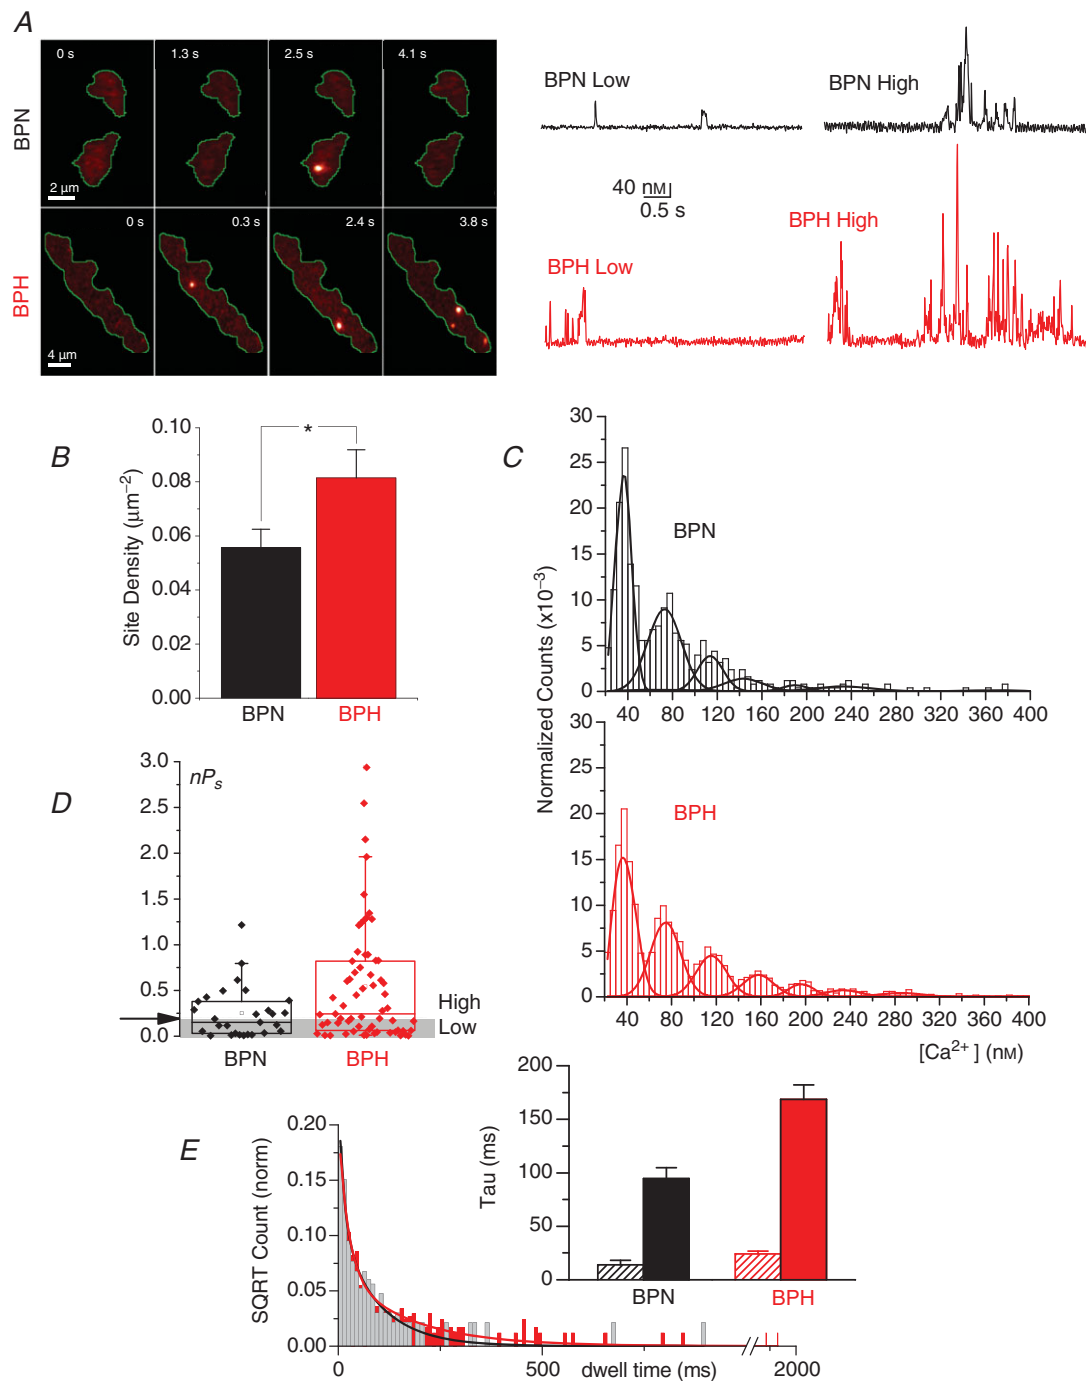 A
BPN
0 s
1.3 s
2.5 s
4.1 s
2 µm
BPH
0 s
0.3 s
2.4 s
3.8 s
4 µm
BPN Low
BPN High
40 nM
0.5 s
BPH Low
BPH High
B
Site Density (µm−2)
0.10
0.08
0.06
0.04
0.02
0.00
*
BPN
BPH
C
Normalized Counts (x10−3)
30
25
20
15
10
5
0
BPN
40 80 120 160 200 240 280 320 360 400
30
25
20
15
10
5
0
BPH
40 80 120 160 200 240 280 320 360 400
[Ca2+] (nM)
D
nPs
3.0
2.5
2.0
1.5
1.0
0.5
0.0
High
Low
BPN
BPH
E
SQRT Count (norm)
0.20
0.15
0.10
0.05
0.00
0
500
dwell time (ms)
2000
Tau (ms)
200
150
100
50
0
BPN
BPH